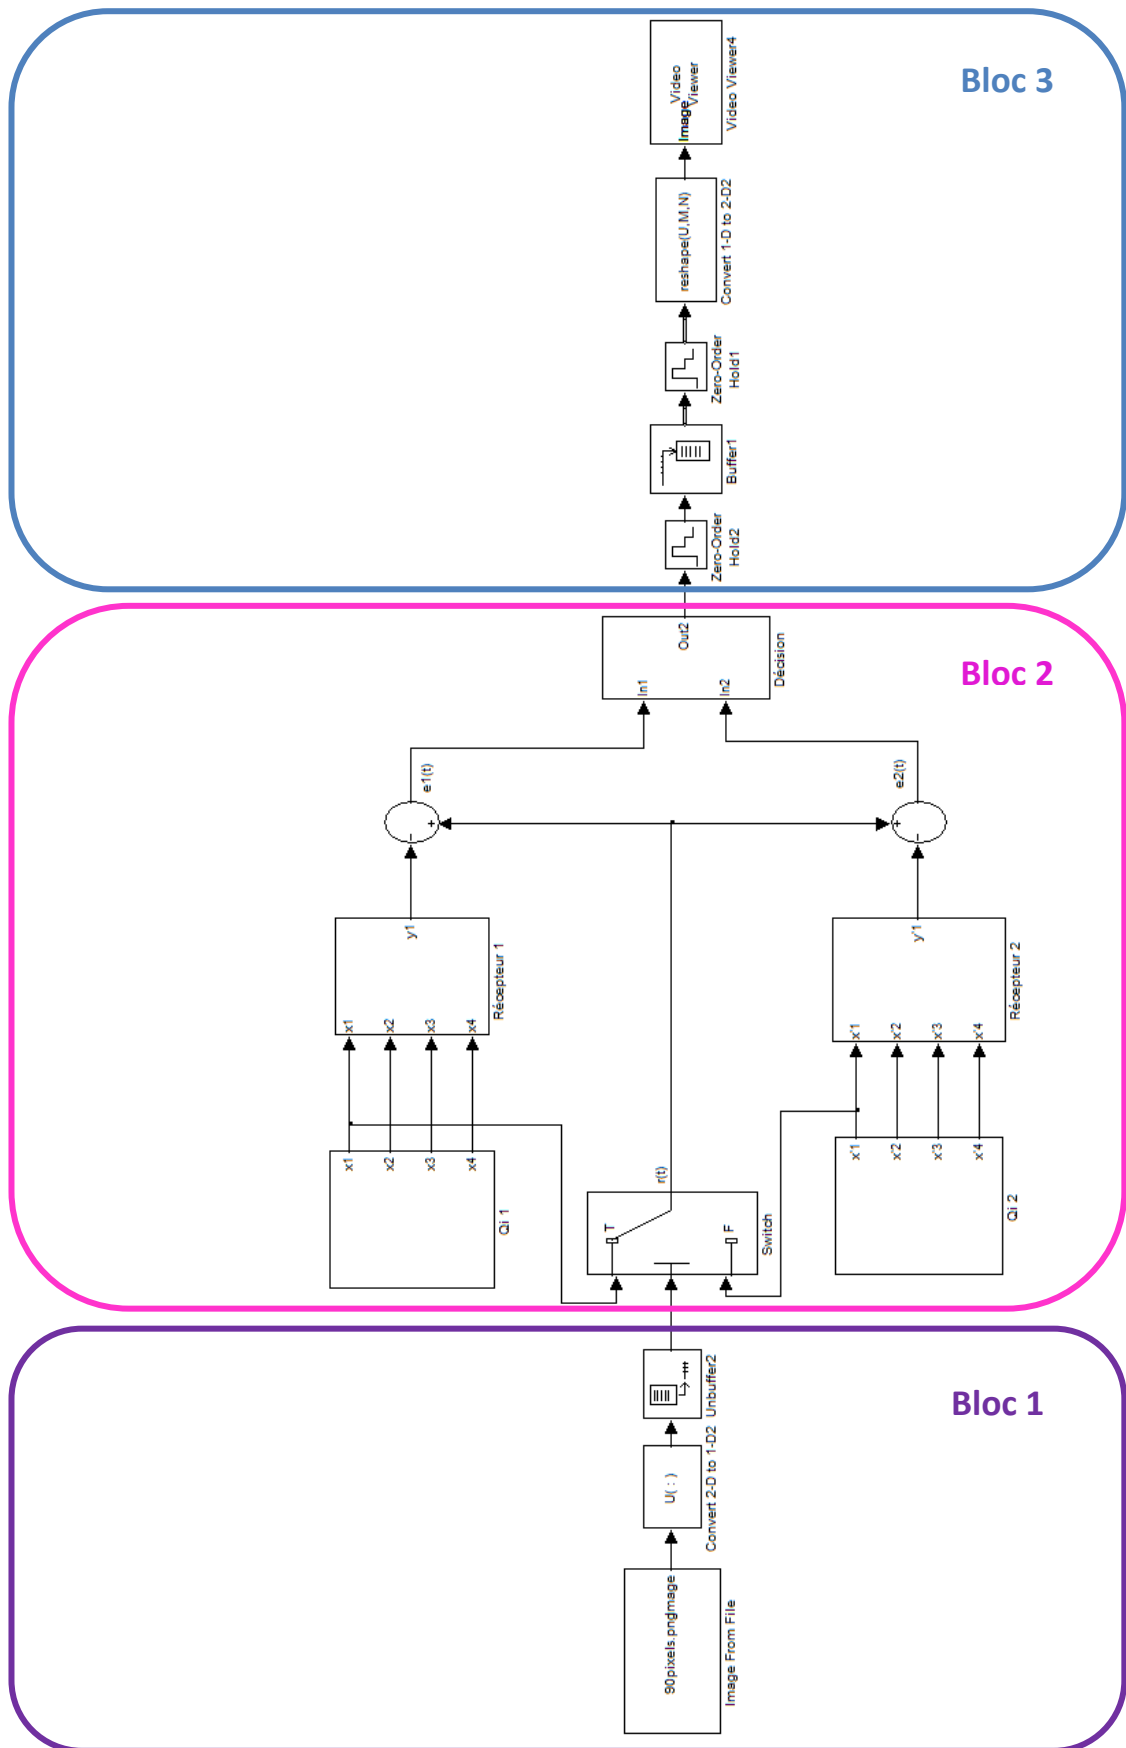 Bloc 3
Image
Video
Viewer
Video Viewer4
reshape(U,M,N)
Convert 1-D to 2-D2
Zero-Order
Hold1
Buffer1
Zero-Order
Hold2
Bloc 2
Out2
In1
In2
Décision
e1(t)
e2(t)
+
−
+
−
y1
x1
x2
x3
x4
Récepteur 1
y'1
x'1
x'2
x'3
x'4
Récepteur 2
x1
x2
x3
x4
Qi 1
r(t)
T
F
Switch
x'1
x'2
x'3
x'4
Qi 2
Bloc 1
Unbuffer2
U( : )
Convert 2-D to 1-D2
90pixels.pngImage
Image From File